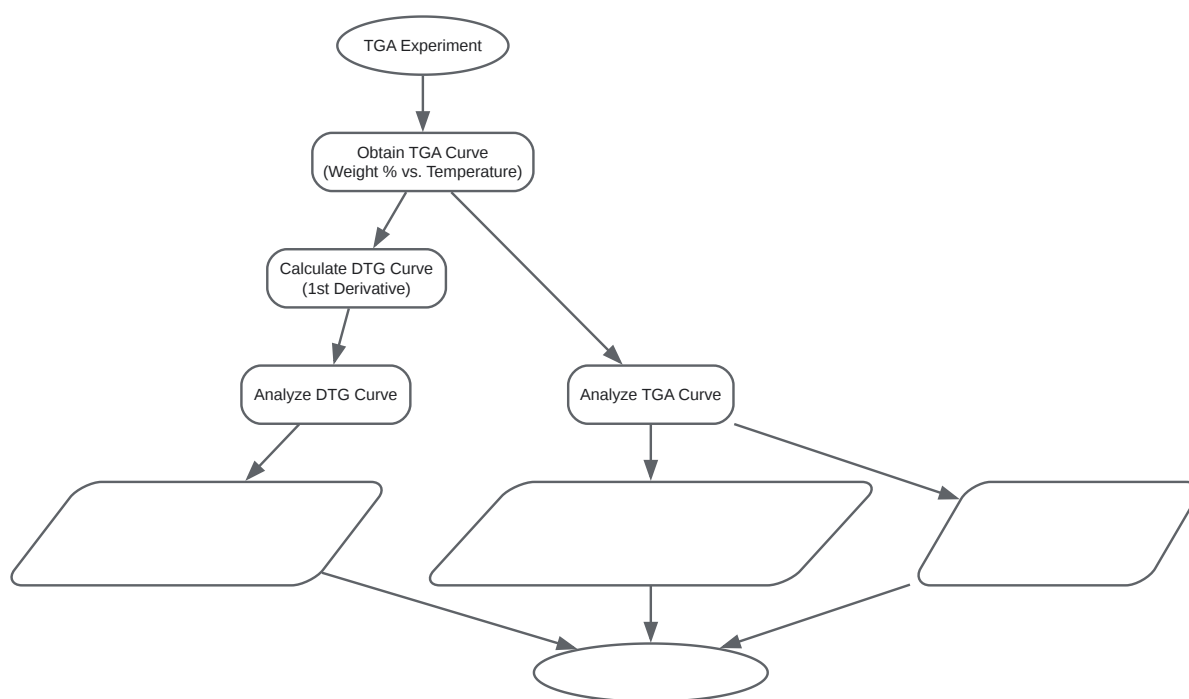 TGA Experiment
Obtain TGA Curve
(Weight % vs. Temperature)
Calculate DTG Curve
(1st Derivative)
Analyze DTG Curve
Analyze TGA Curve